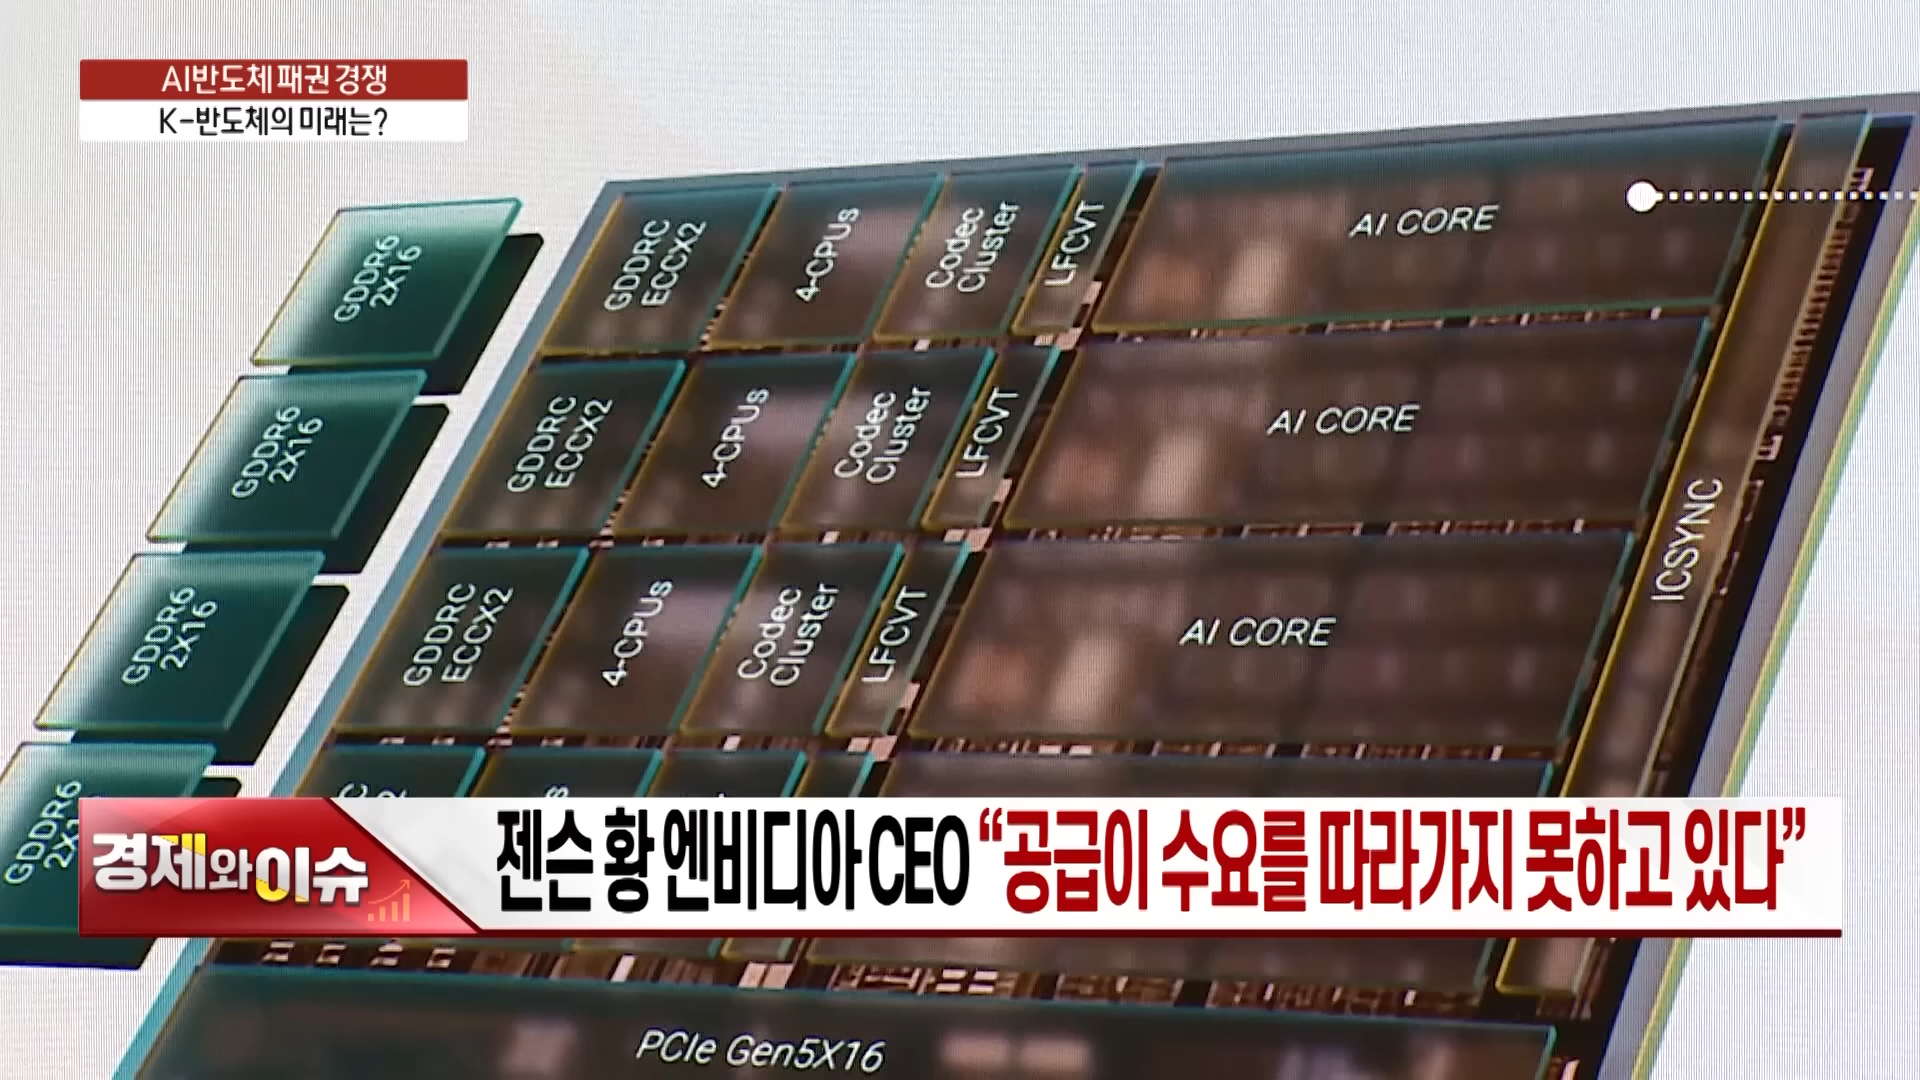 AI반도체 패권 경쟁
K-반도체의 미래는?
GDDR6
2X16
GDDRC
ECCX2
4-CPUs
Codec
Cluster
LFCVT
AI CORE
GDDR6
2X16
GDDRC
ECCX2
4-CPUs
Codec
Cluster
LFCVT
AI CORE
GDDR6
2X16
GDDRC
ECCX2
4-CPUs
Codec
Cluster
LFCVT
AI CORE
ICSYNC
GDDR6
경제와이슈
젠슨 황 엔비디아 CEO “공급이 수요를 따라가지 못하고 있다”
PCIe Gen5X16